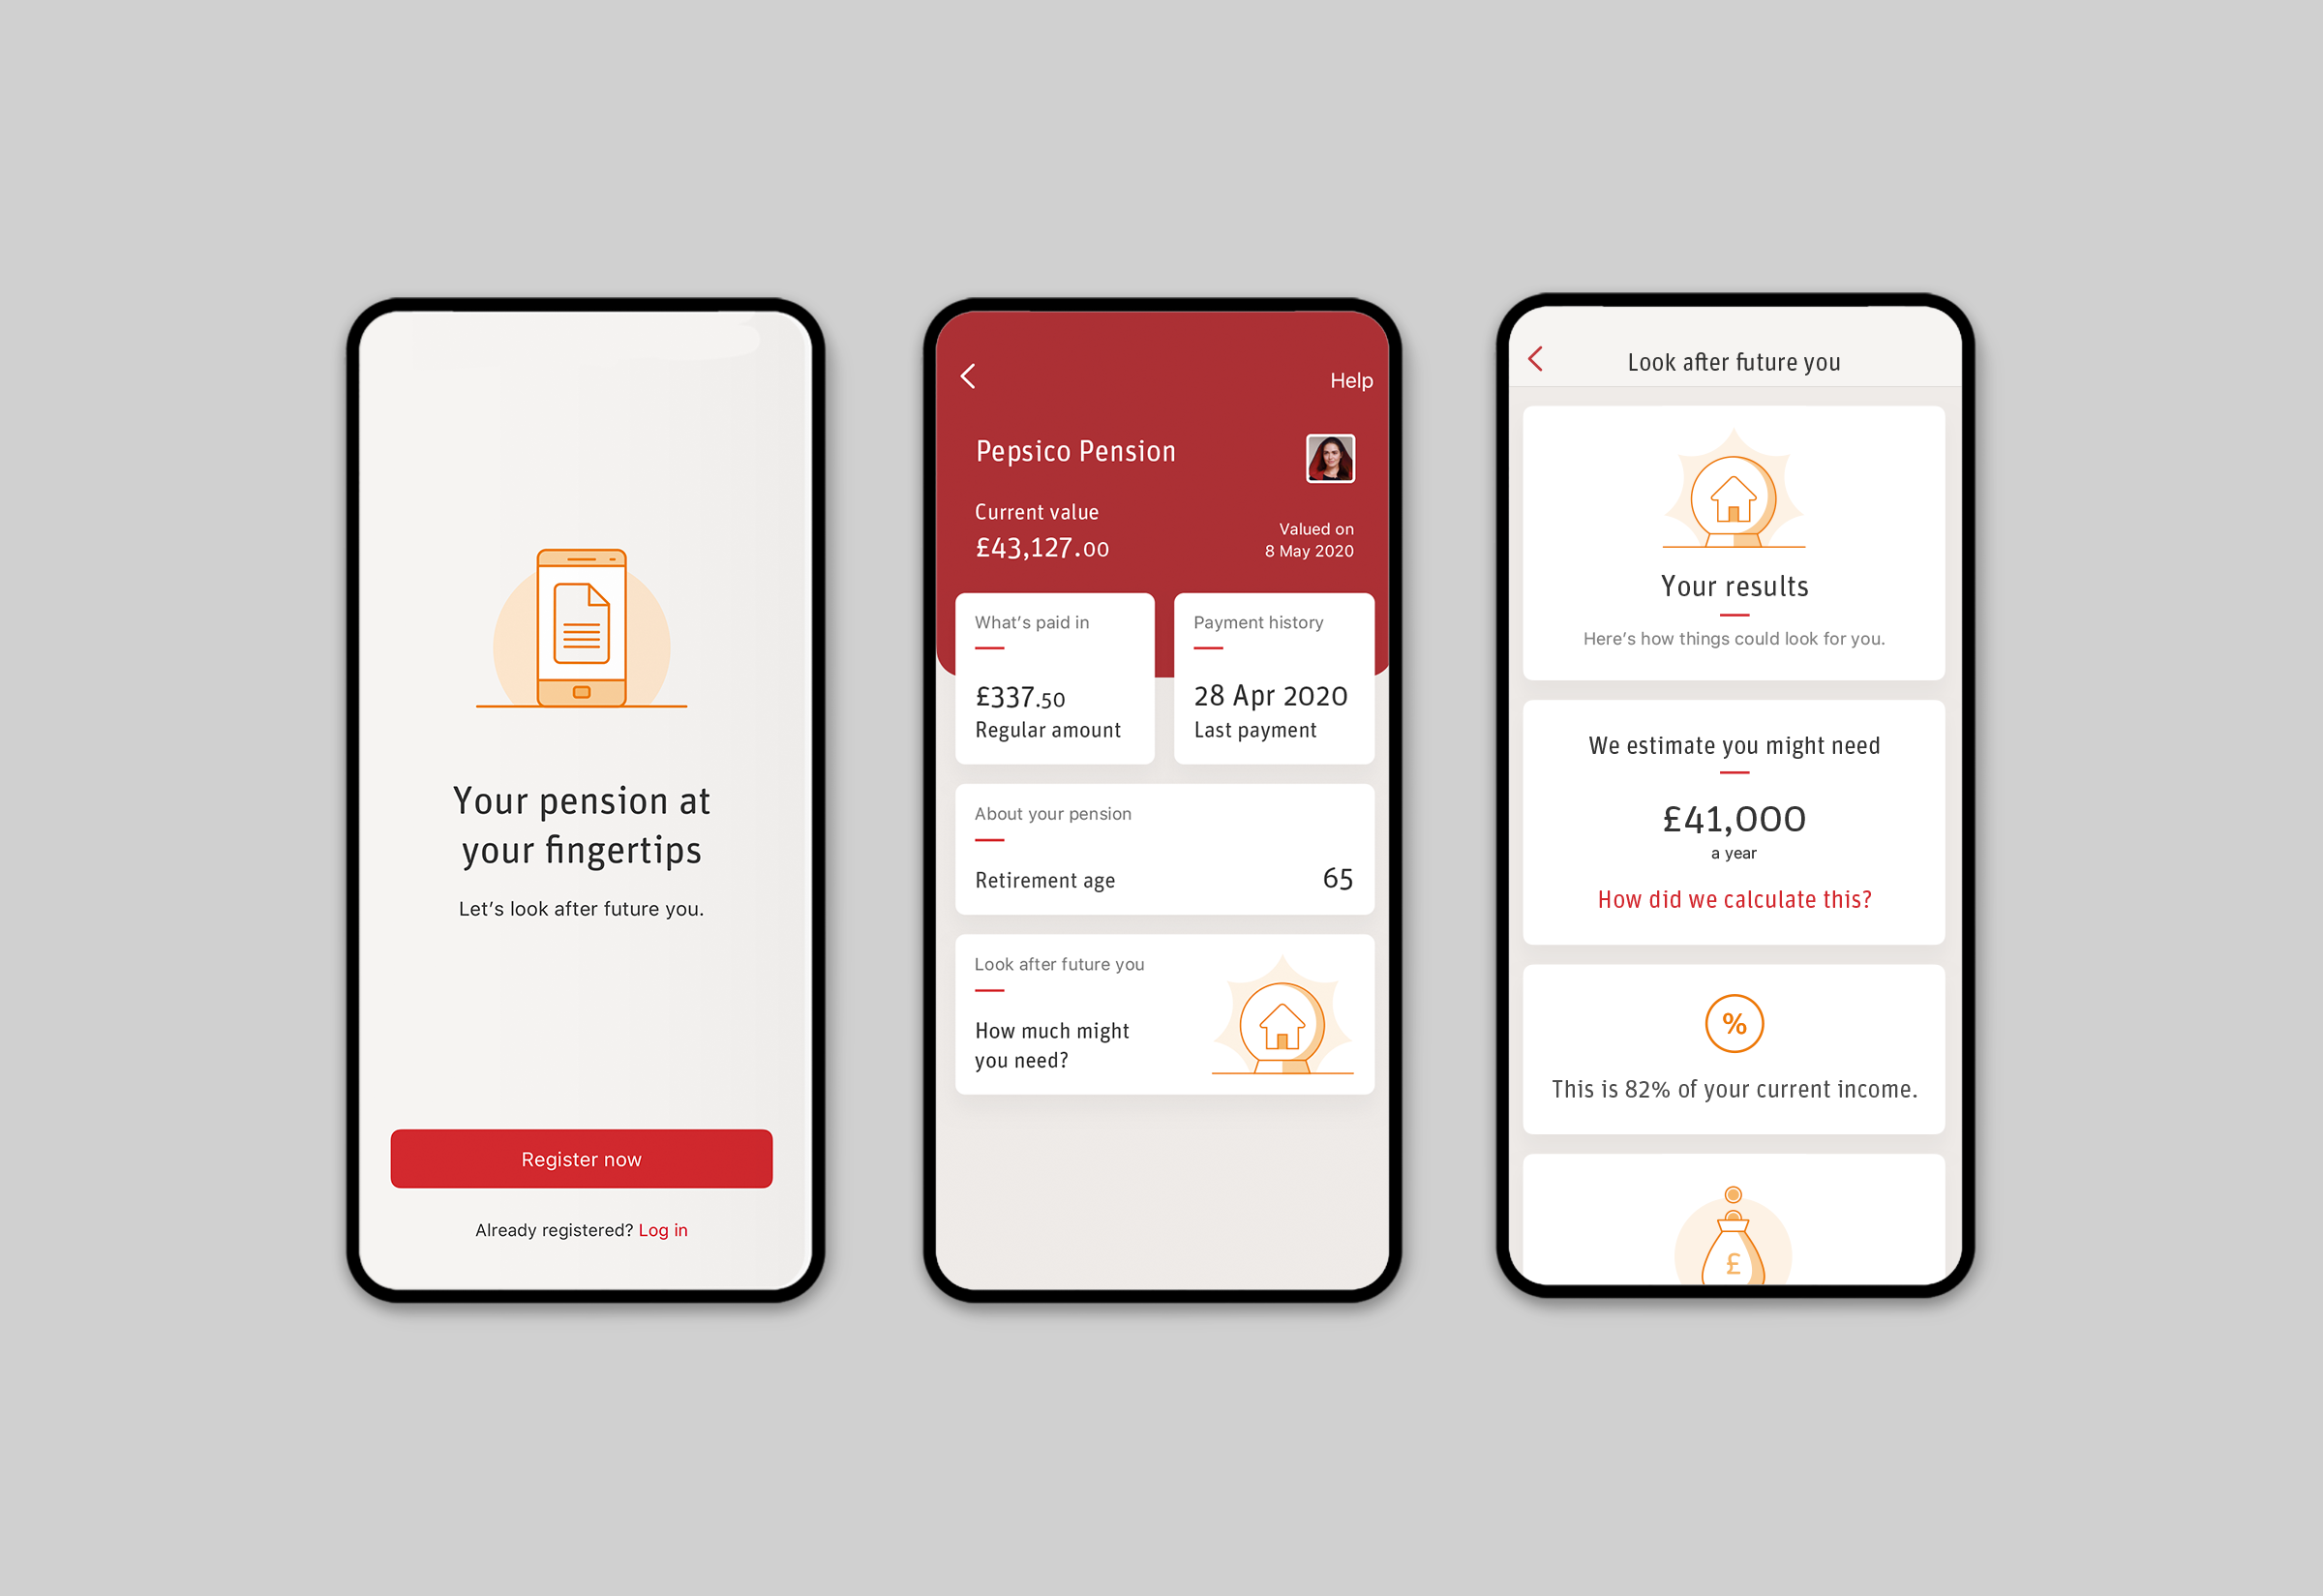 Your pension at
your fingertips
Let's look after future you.
Register now
Already registered? Log in
Help
Pepsico Pension
Current value
£43,127.00
Valued on
8 May 2020
What's paid in
£337.50
Regular amount
Payment history
28 Apr 2020
Last payment
About your pension
Retirement age 65
Look after future you
How much might
you need?
Look after future you
Your results
Here's how things could look for you.
We estimate you might need
£41,000
a year
How did we calculate this?
%
This is 82% of your current income.
£